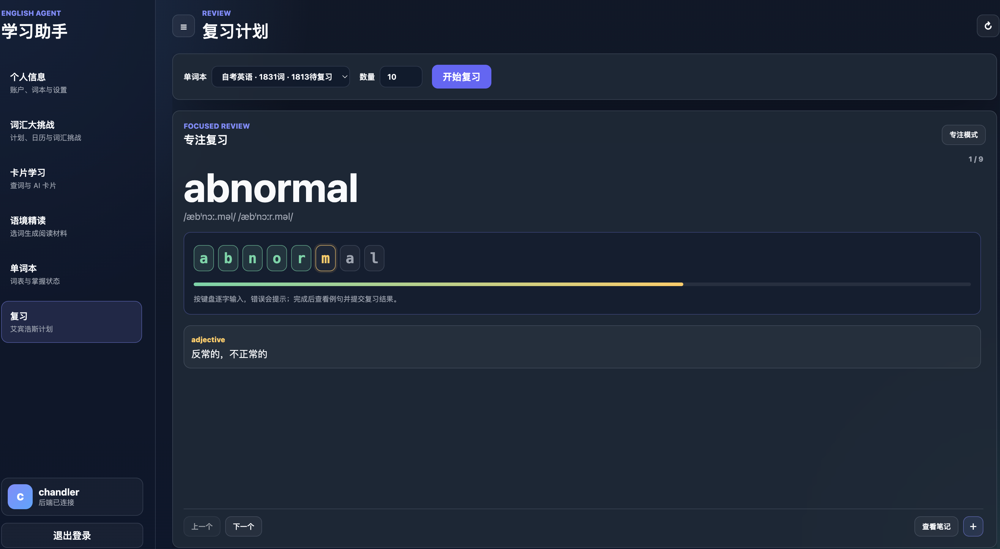 ENGLISH AGENT
学习助手
个人信息
账户、词本与设置
词汇大挑战
计划、日历与词汇挑战
卡片学习
查词与 AI 卡片
语境精读
选词生成阅读材料
单词本
词表与掌握状态
复习
艾宾浩斯计划
C
chandler
后端已连接
退出登录
REVIEW
复习计划
单词本 自考英语 · 1831词 · 1813待复习 数量 10 开始复习
FOCUSED REVIEW
专注复习
专注模式
1 / 9
abnormal
/æbˈnɔː.məl/ /æbˈnɔːr.məl/
a b n o r m a l
按键盘逐字输入，错误会提示；完成后查看例句并提交复习结果。
adjective
反常的，不正常的
上一个 下一个 查看笔记 +